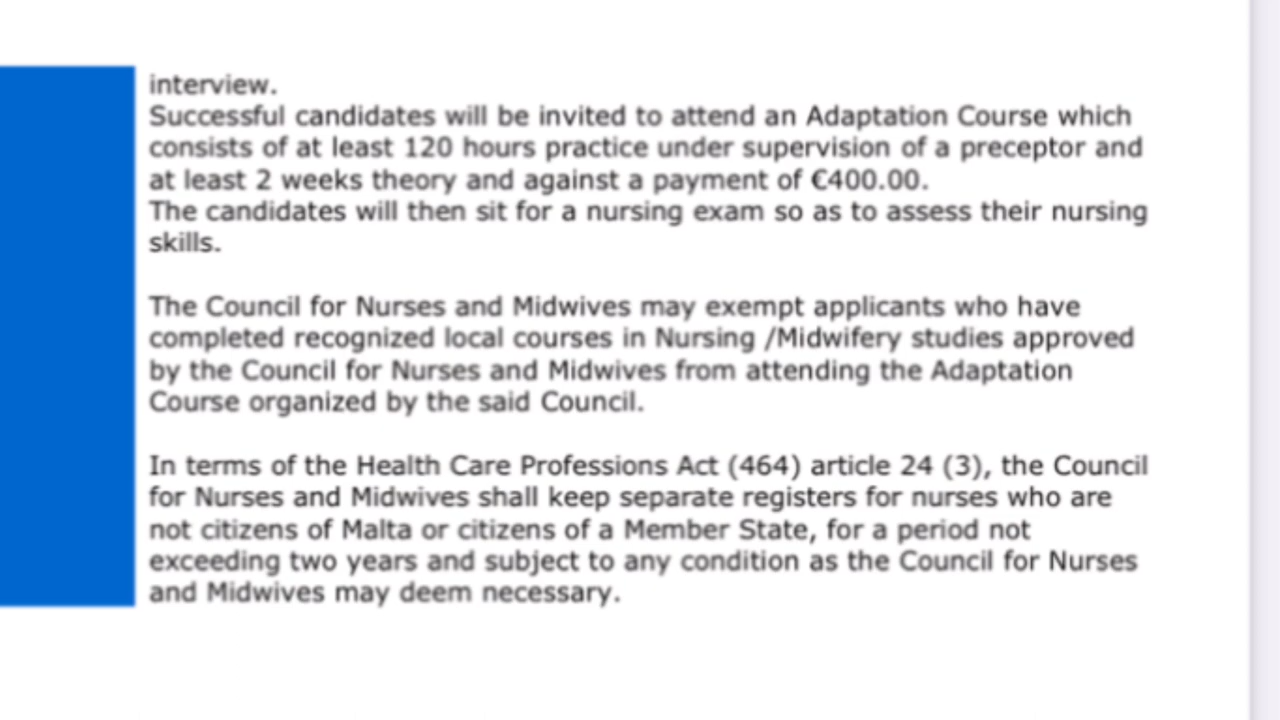 interview.
Successful candidates will be invited to attend an Adaptation Course which
consists of at least 120 hours practice under supervision of a preceptor and
at least 2 weeks theory and against a payment of €400.00.
The candidates will then sit for a nursing exam so as to assess their nursing
skills.
The Council for Nurses and Midwives may exempt applicants who have
completed recognized local courses in Nursing /Midwifery studies approved
by the Council for Nurses and Midwives from attending the Adaptation
Course organized by the said Council.
In terms of the Health Care Professions Act (464) article 24 (3), the Council
for Nurses and Midwives shall keep separate registers for nurses who are
not citizens of Malta or citizens of a Member State, for a period not
exceeding two years and subject to any condition as the Council for Nurses
and Midwives may deem necessary.